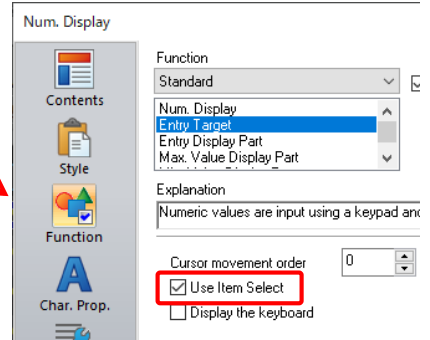 Num. Display
Contents
Style
Function
Char. Prop.
Function
Standard
Num. Display
Entry Target
Entry Display Part
Max. Value Display Part
Explanation
Numeric values are input using a keypad and
Cursor movement order 0
Use Item Select
Display the keyboard